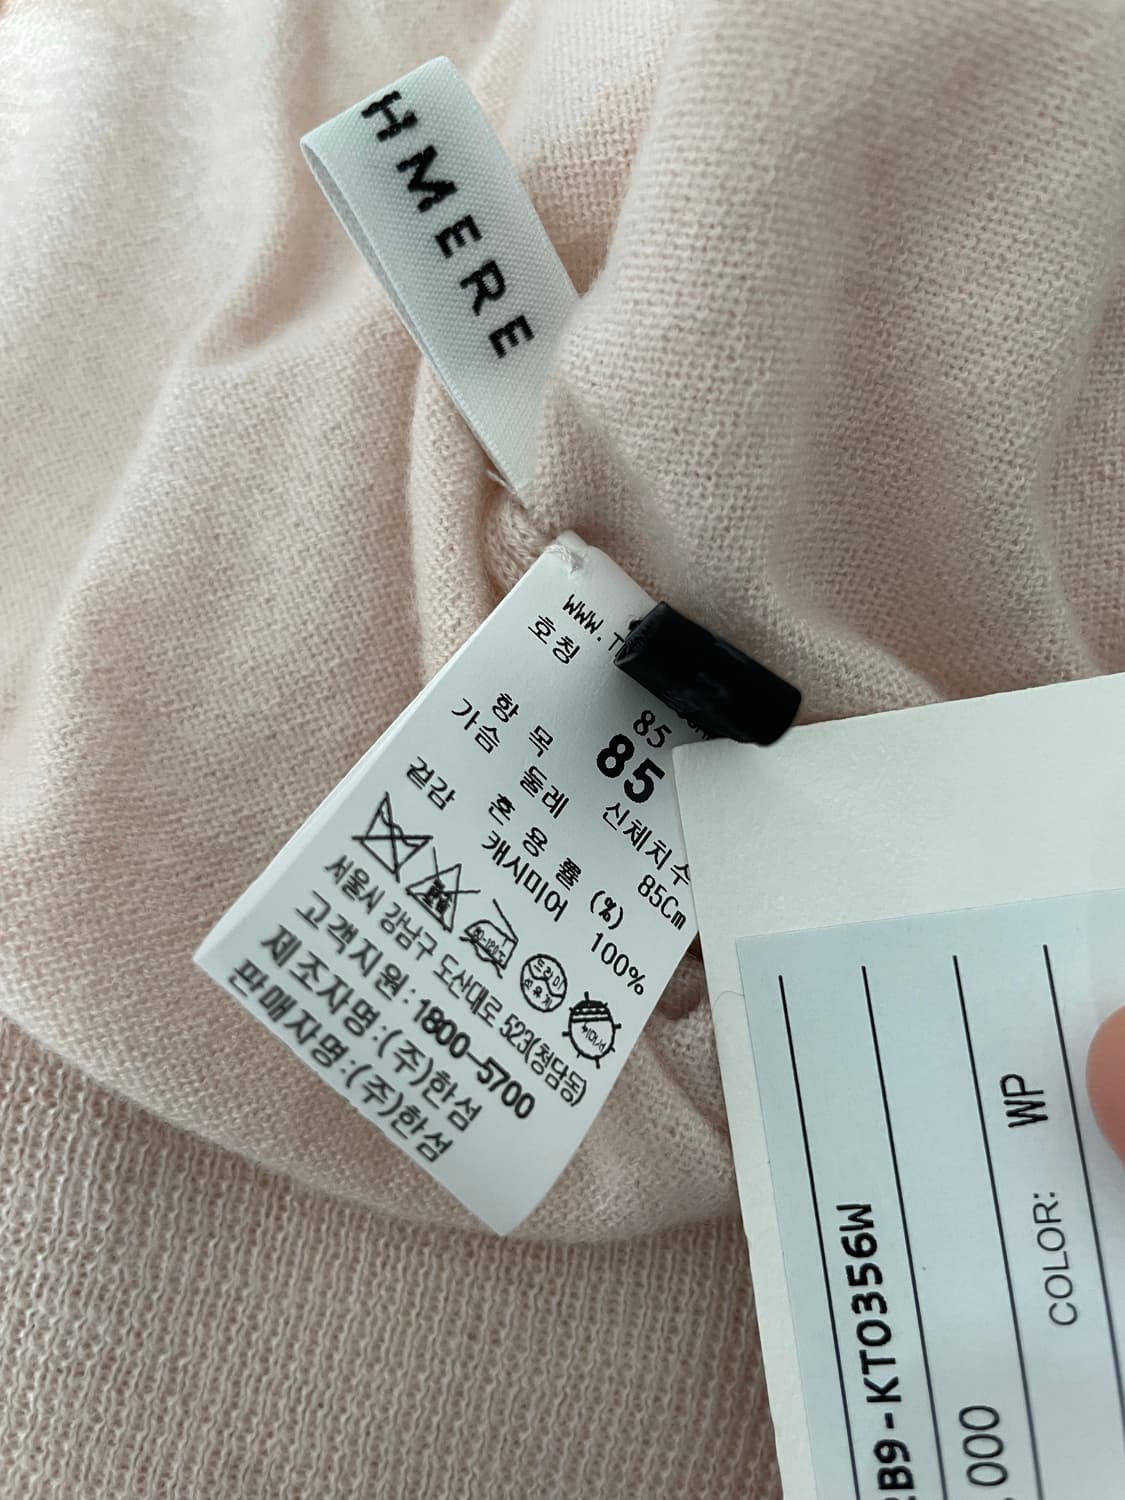 HMERE
WWW.T
호칭 85
85
항 목 신체치수
가슴 둘레 85Cm
혼 용 률 (%)
겉감 캐시미어 100%
서울시 강남구 도산대로 523(청담동)
고객지원:1800-5700
제조자명:(주)한섬
판매자명:(주)한섬
2B9-KT0356W
000
COLOR: WP